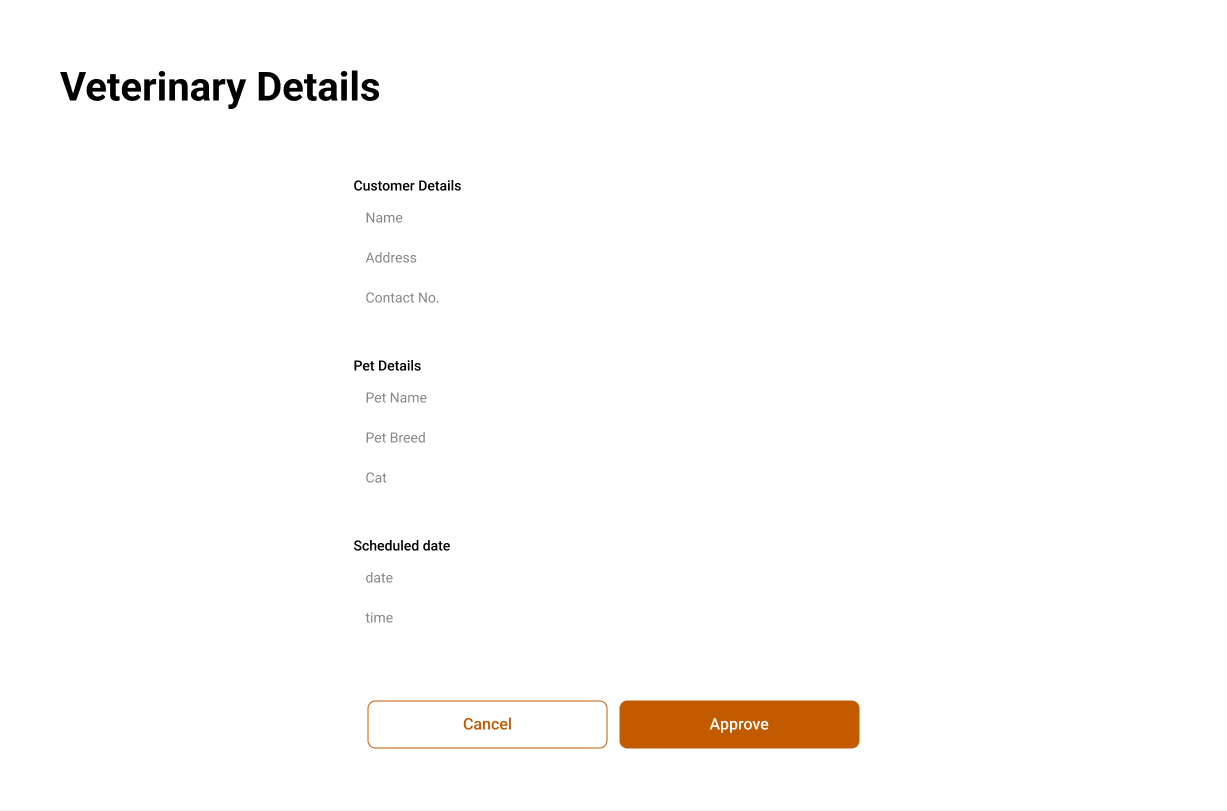 Veterinary Details
Customer Details
Name
Address
Contact No.
Pet Details
Pet Name
Pet Breed
Cat
Scheduled date
date
time
Cancel
Approve